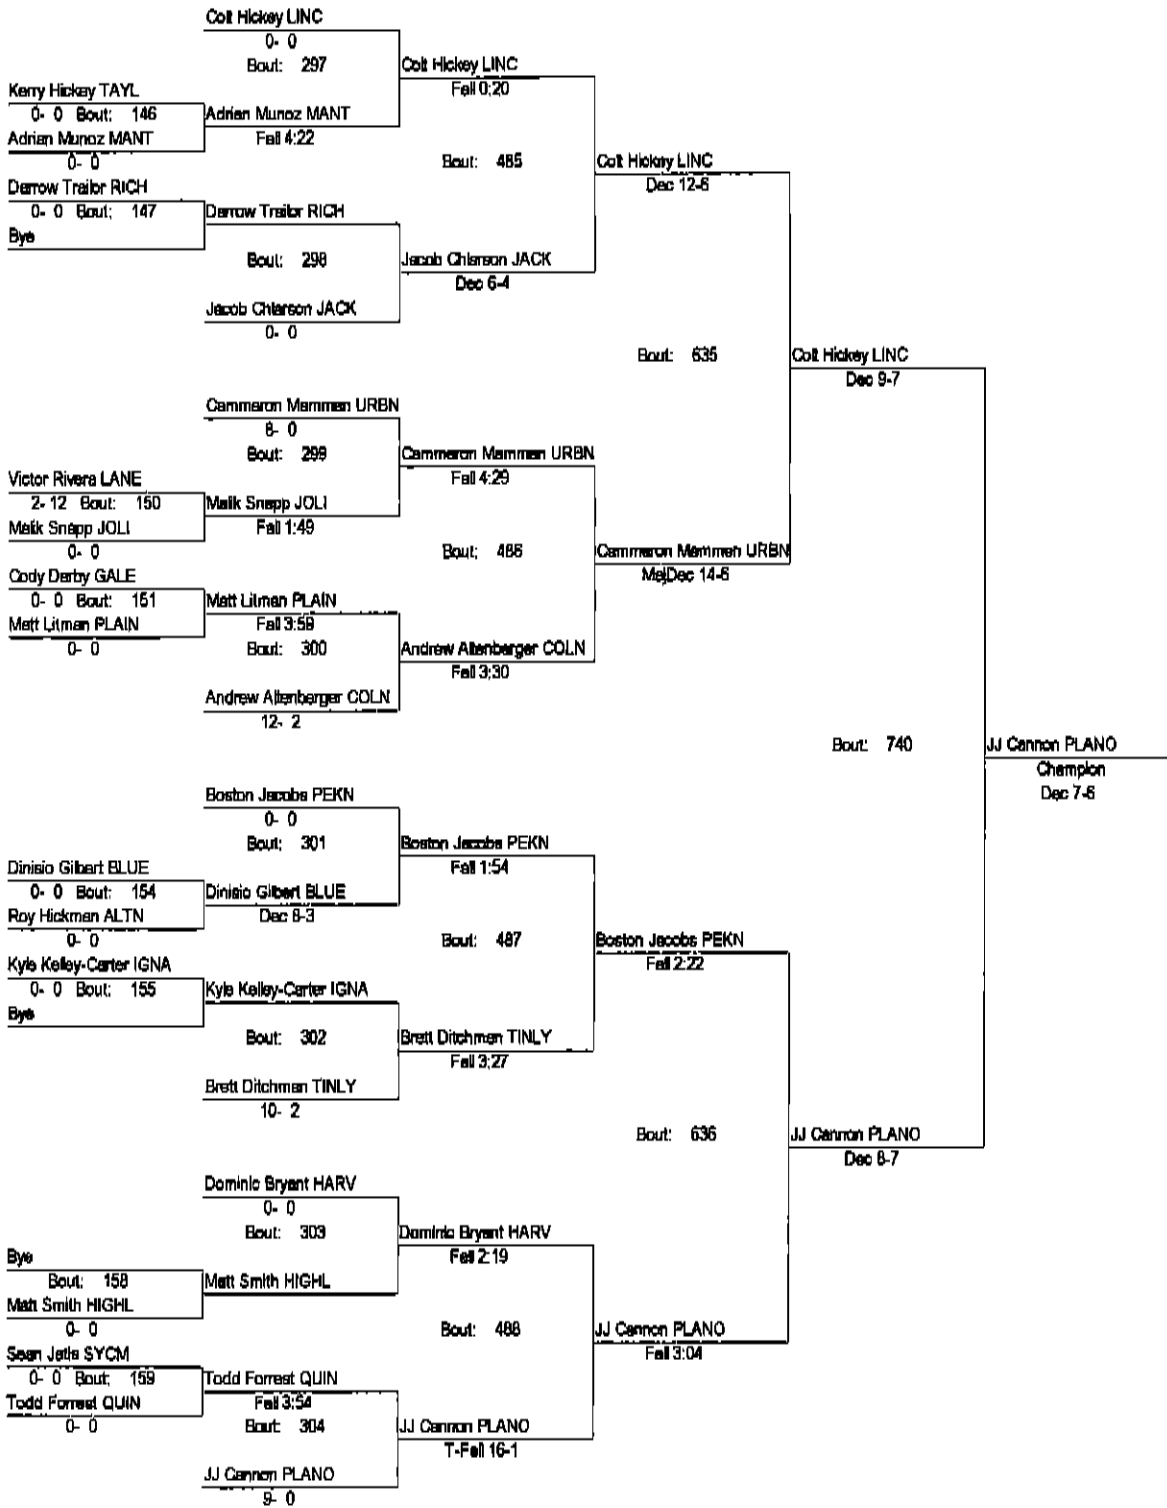 Colt Hickey LINC
0- 0
Bout: 297
Colt Hickey LINC
Fall 0:20
Kerry Hickey TAYL
0- 0 Bout: 146
Adrian Munoz MANT
Adrian Munoz MANT
Fall 4:22
0- 0
Bout: 485
Colt Hickey LINC
Dec 12-6
Derrow Trailor RICH
0- 0 Bout: 147
Derrow Trailor RICH
Bye
Bout: 298
Jacob Chiarson JACK
Dec 6-4
Jacob Chiarson JACK
0- 0
Bout: 635
Colt Hickey LINC
Dec 9-7
Cammaron Mamman URBN
8- 0
Bout: 299
Cammaron Mamman URBN
Fall 4:29
Victor Rivera LANE
2- 12 Bout: 150
Malik Snapp JOLI
Malik Snapp JOLI
Fall 1:49
0- 0
Bout: 486
Cammaron Mamman URBN
MajDec 14-6
Cody Darby GALE
0- 0 Bout: 151
Matt Litman PLAIN
Matt Litman PLAIN
Fall 3:59
0- 0
Bout: 300
Andrew Altenberger COLN
Fall 3:30
Andrew Altenberger COLN
12- 2
Bout: 740
JJ Cannon PLANO
Champion
Dec 7-6
Boston Jacobs PEKN
0- 0
Bout: 301
Boston Jacobs PEKN
Fall 1:54
Dinisio Gilbert BLUE
0- 0 Bout: 154
Dinisio Gilbert BLUE
Roy Hickman ALTN
Dec 8-3
0- 0
Bout: 487
Boston Jacobs PEKN
Fall 2:22
Kyle Kelley-Carter IGNA
0- 0 Bout: 155
Kyle Kelley-Carter IGNA
Bye
Bout: 302
Brett Ditchman TINLY
Fall 3:27
Brett Ditchman TINLY
10- 2
Bout: 636
JJ Cannon PLANO
Dec 8-7
Dominic Bryant HARV
0- 0
Bout: 303
Dominic Bryant HARV
Fall 2:19
Bye
Bout: 158
Matt Smith HIGHL
Matt Smith HIGHL
0- 0
Bout: 488
JJ Cannon PLANO
Fall 3:04
Sean Jatis SYCM
0- 0 Bout: 159
Todd Forrest QUIN
Todd Forrest QUIN
Fall 3:54
0- 0
Bout: 304
JJ Cannon PLANO
T-Fall 16-1
JJ Cannon PLANO
9- 0